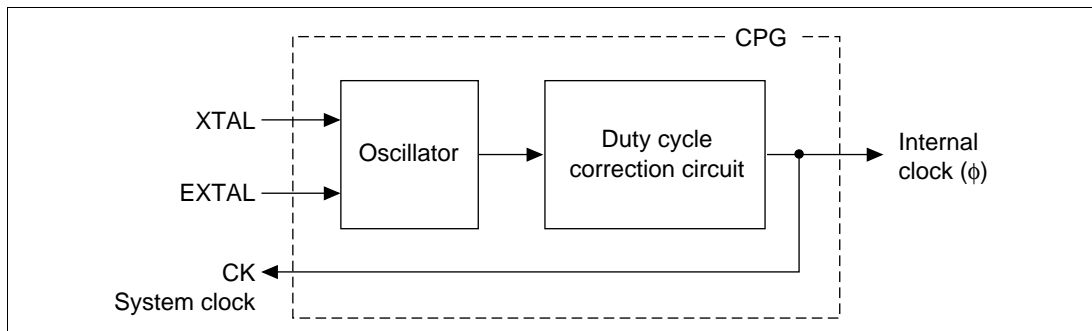 CPG
XTAL
EXTAL
Oscillator
Duty cycle
correction circuit
Internal
clock (ϕ)
CK
System clock